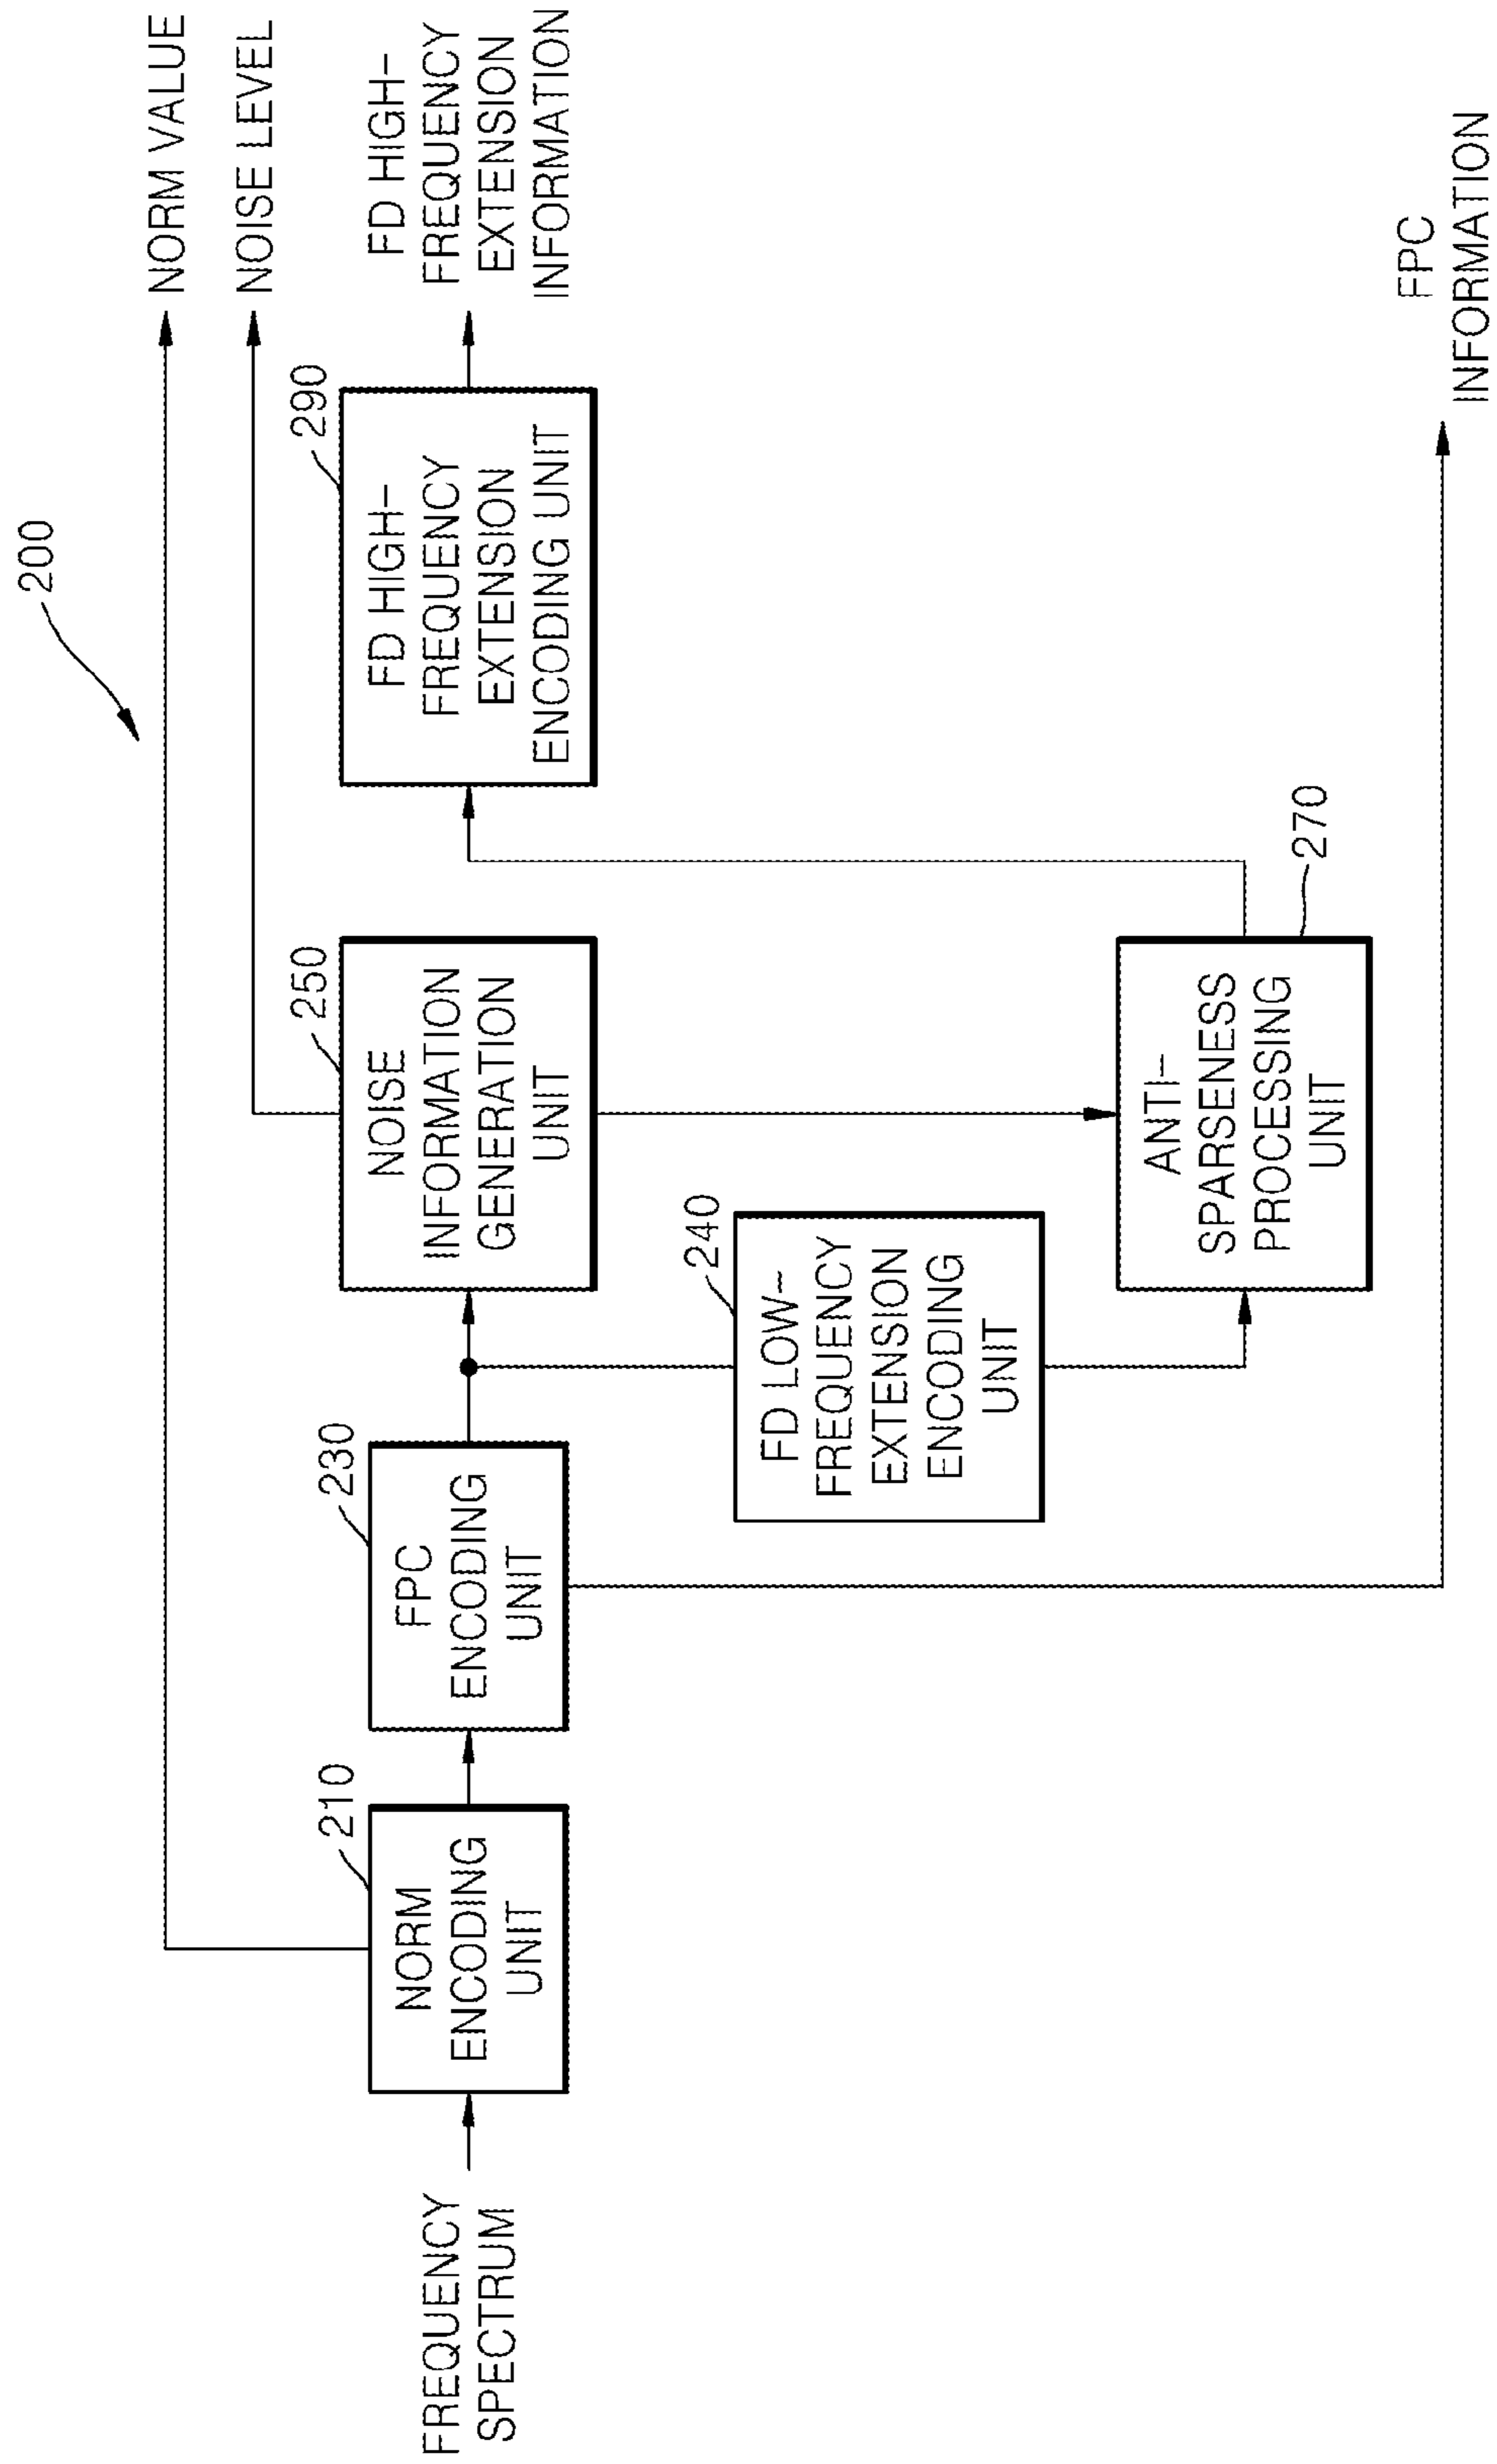 200
NORM VALUE
NOISE LEVEL
FREQUENCY
SPECTRUM
210
NORM
ENCODING
UNIT
230
FPC
ENCODING
UNIT
250
NOISE
INFORMATION
GENERATION
UNIT
290
FD HIGH-
FREQUENCY
EXTENSION
ENCODING UNIT
FD HIGH-
FREQUENCY
EXTENSION
INFORMATION
240
FD LOW-
FREQUENCY
EXTENSION
ENCODING
UNIT
ANTI-
SPARSENESS
PROCESSING
UNIT
270
FPC
INFORMATION